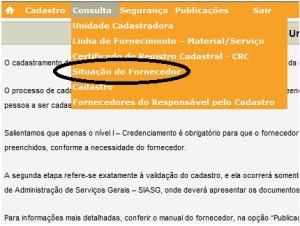 Cadastro Consulta Segurança Publicações Sair
Unidade Cadastradora
Linha de Fornecimento – Material/Serviço
Certificado de Registro Cadastral - CRC
Situação do Fornecedor
Cadastro
Fornecedores do Responsável pelo Cadastro
Un
O cadastramento de
O processo de cada
pessoa a ser cadas
Salientamos que apenas o nível I – Credenciamento é obrigatório para que o fornecedor
preenchidos, conforme a necessidade do fornecedor.
A segunda etapa refere-se exatamente à validação do cadastro, e ela ocorrerá soment
de Administração de Serviços Gerais – SIASG, onde deverá apresentar os documentos
Para informações mais detalhadas, conferir o manual do fornecedor, na opção "Publicaç